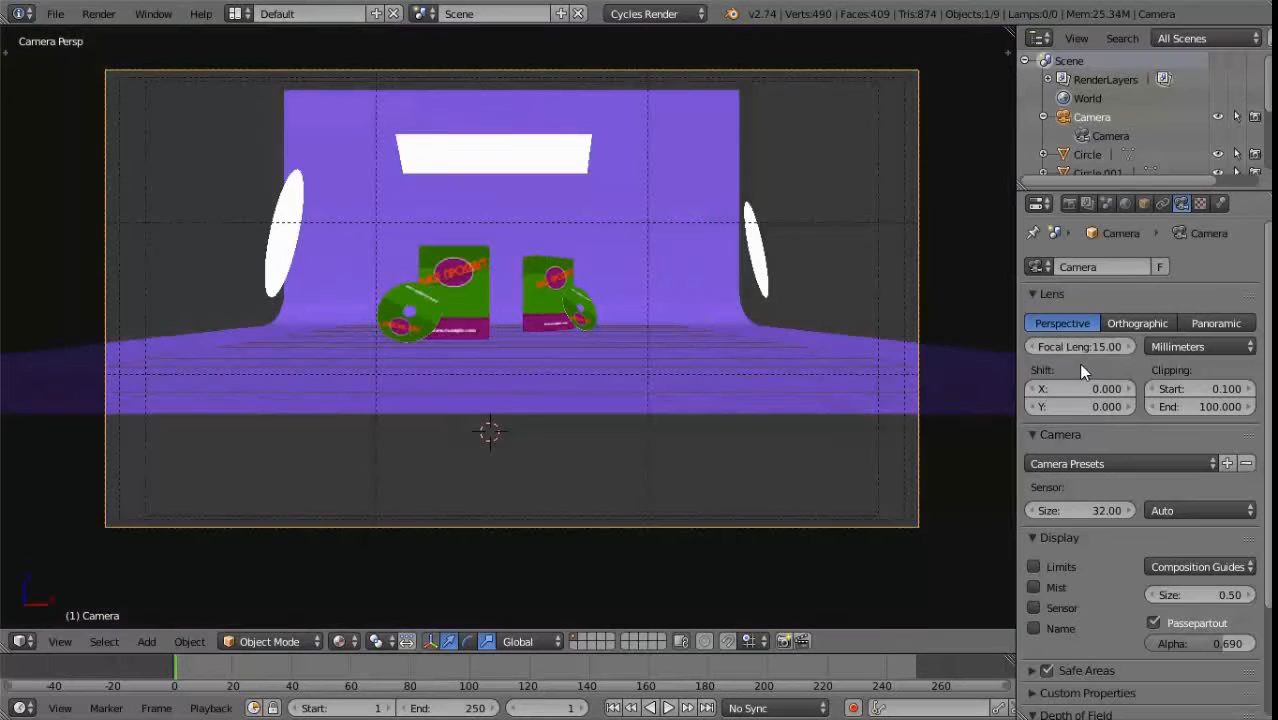 File Render Window Help Default Scene Cycles Render v2.74 | Verts:490 | Faces:409 | Tris:874 | Objects:1/9 | Lamps:0/0 | Mem:25.34M | Camera
Camera Persp
View Search All Scenes
Scene
RenderLayers
World
Camera
Camera
Circle
Circle.001
Camera Camera
Camera F
Lens
Perspective Orthographic Panoramic
Focal Leng:15.00 Millimeters
Shift: Clipping:
X: 0.000 Start: 0.100
Y: 0.000 End: 100.000
Camera
Camera Presets
Sensor:
Size: 32.00 Auto
Display
Limits Composition Guides
Mist Size: 0.50
Sensor
Name Passepartout
Alpha: 0.690
Safe Areas
Custom Properties
Depth of Field
www.example.com
(1) Camera
View Select Add Object Object Mode Global
-40 -20 0 20 40 60 80 100 120 140 160 180 200 220 240 260
View Marker Frame Playback Start: 1 End: 250 1 No Sync